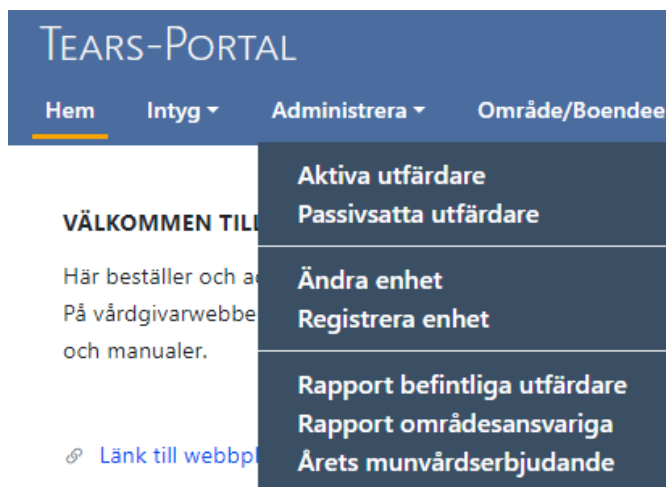 TEARS-PORTAL
Hem Intyg Administrera Område/Boendee
Aktiva utfärdare
Passivsatta utfärdare
Ändra enhet
Registrera enhet
Rapport befintliga utfärdare
Rapport områdesansvariga
Årets munvårdserbjudande
VÄLKOMMEN TILL
Här beställer och a
På vårdgivarwebbe
och manualer.
Länk till webbpl